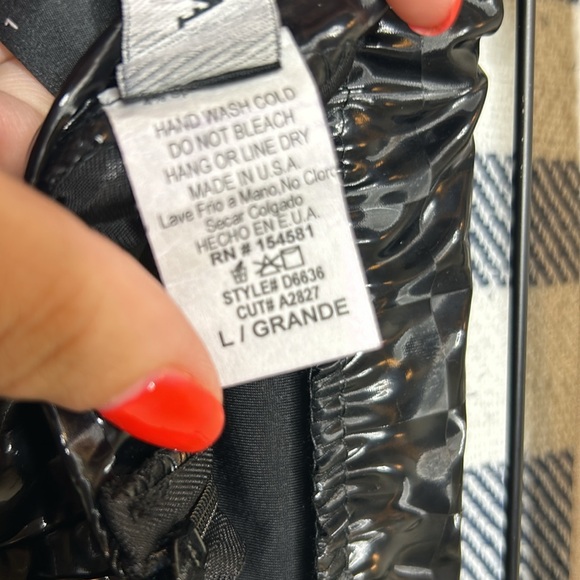 HAND WASH COLD
DO NOT BLEACH
HANG OR LINE DRY
MADE IN U.S.A.
Lave Frio a Mano,No Cloro
Secar Colgado
HECHO EN E.U.A.
RN # 154581
STYLE# D6636
CUT# A2827
L / GRANDE